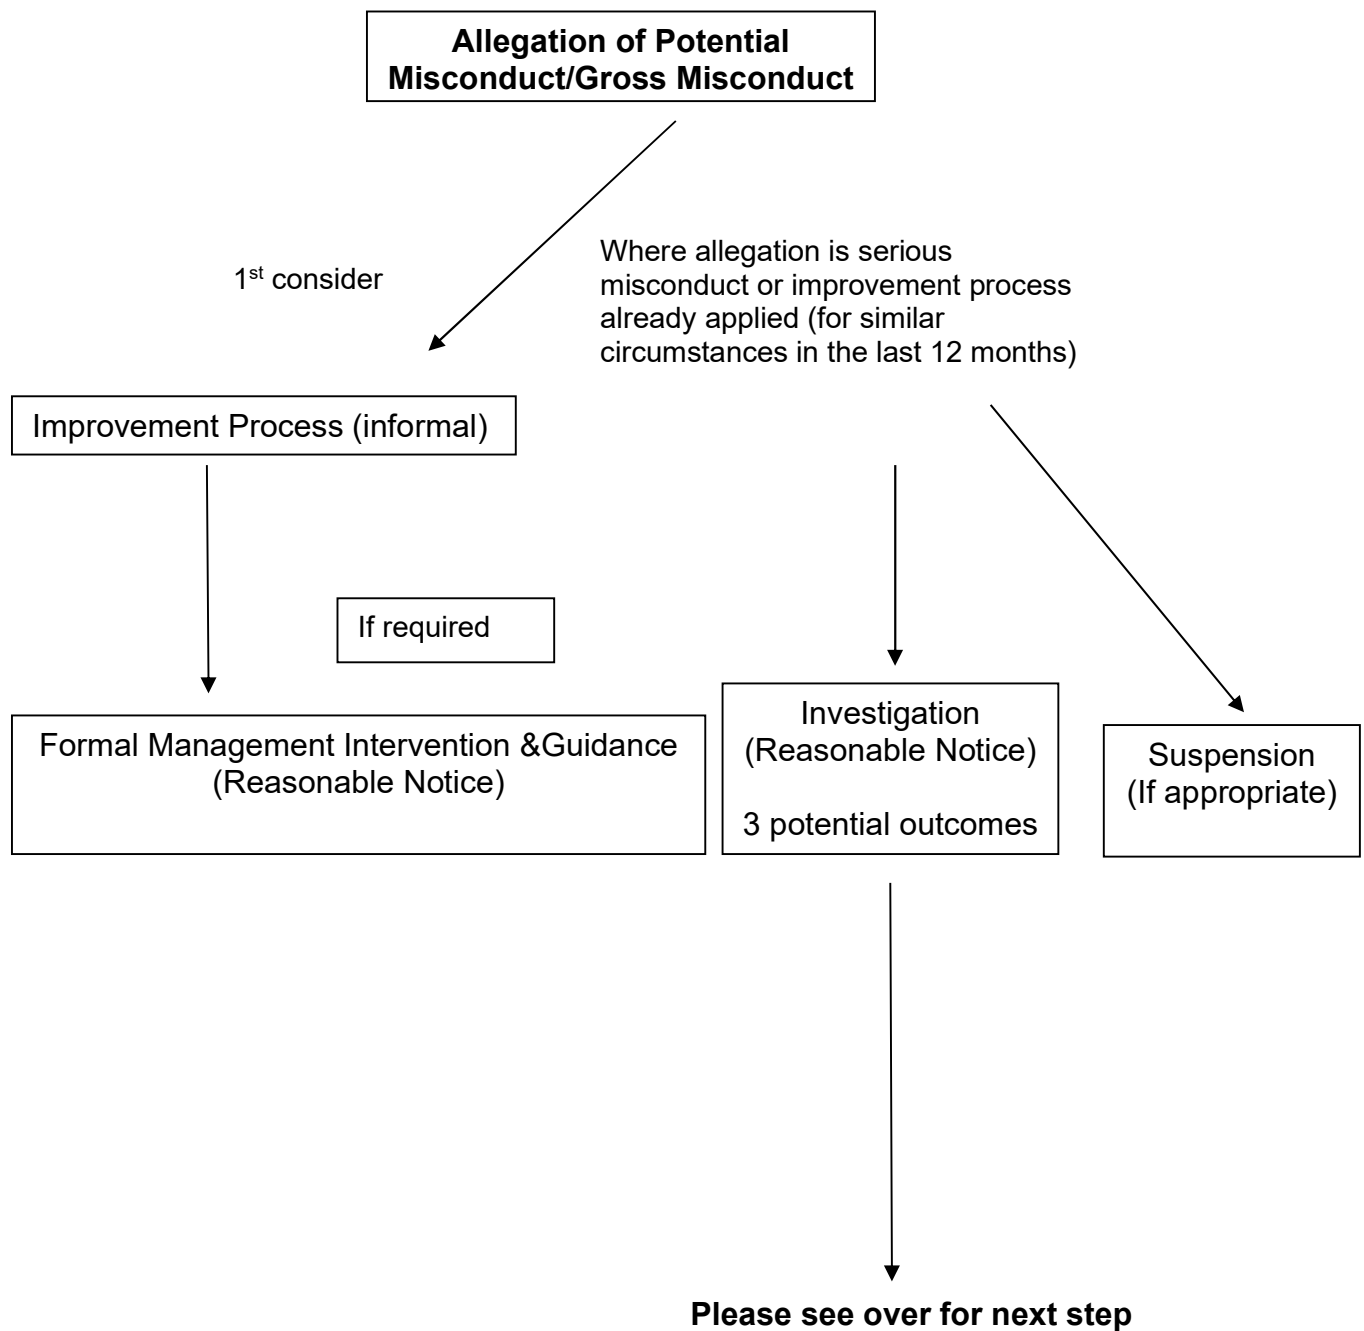 Allegation of Potential
Misconduct/Gross Misconduct
1st consider
Where allegation is serious
misconduct or improvement process
already applied (for similar
circumstances in the last 12 months)
Improvement Process (informal)
If required
Formal Management Intervention &Guidance
(Reasonable Notice)
Investigation
(Reasonable Notice)
3 potential outcomes
Suspension
(If appropriate)
Please see over for next step